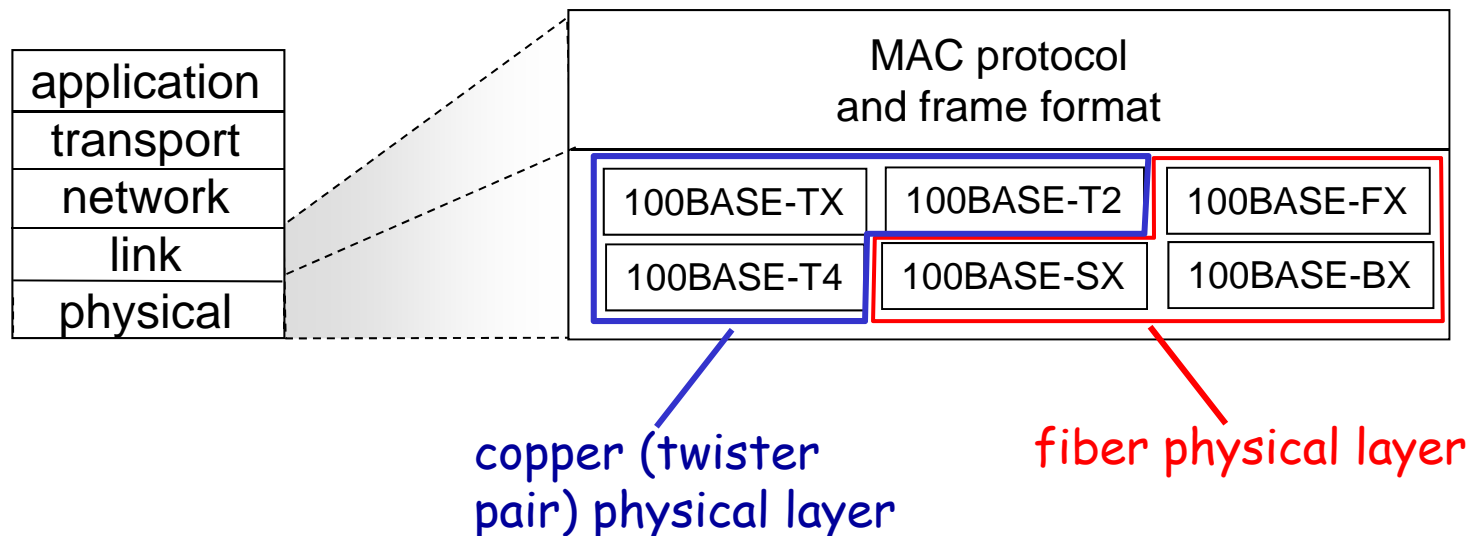 application
transport
network
link
physical
MAC protocol
and frame format
100BASE-TX
100BASE-T2
100BASE-FX
100BASE-T4
100BASE-SX
100BASE-BX
copper (twister
pair) physical layer
fiber physical layer